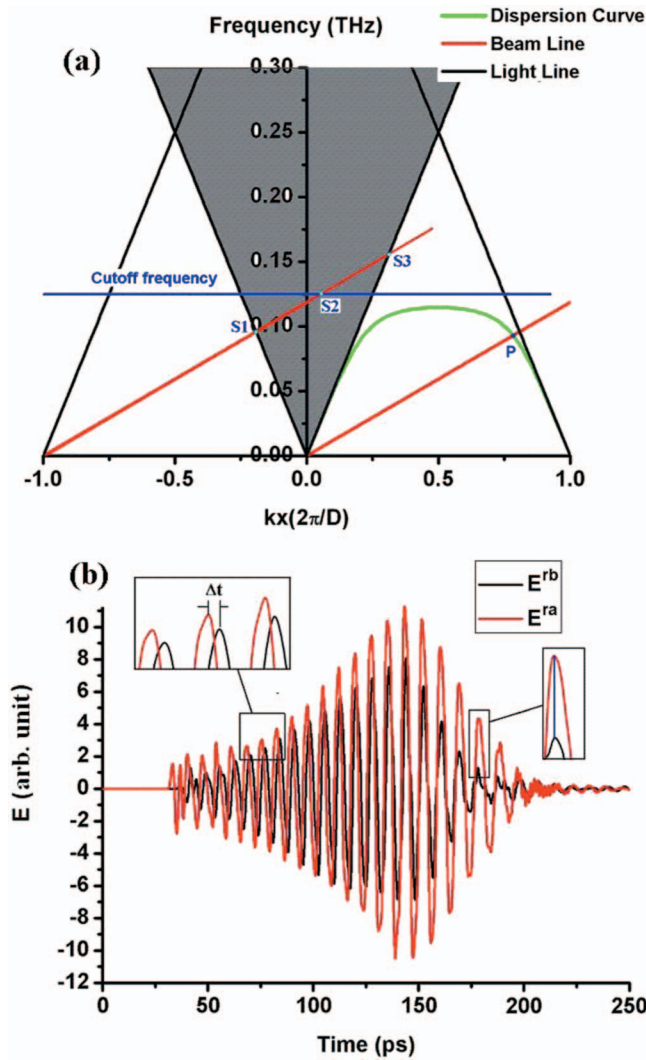 Frequency (THz)
Dispersion Curve
Beam Line
Light Line
(a)
0.30
0.25
0.20
0.15
S3
Cutoff frequency
S2
S1
0.10
P
0.05
0.00
-1.0 -0.5 0.0 0.5 1.0
kx(2π/D)
(b)
Δt
E^rb
E^ra
10
8
6
4
2
0
-2
-4
-6
-8
-10
-12
E (arb. unit)
0 50 100 150 200 250
Time (ps)